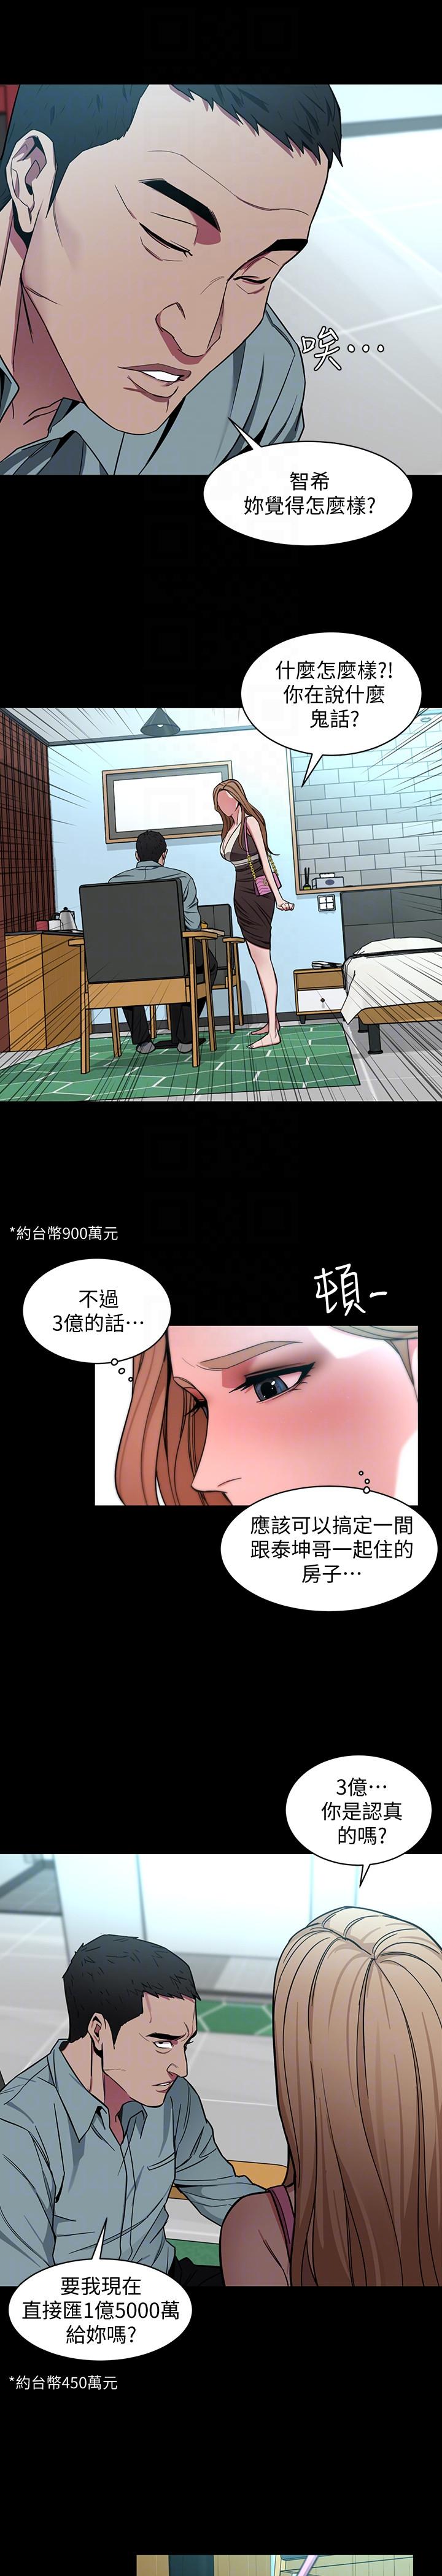 唉…
智希
妳覺得怎麼樣?
什麼怎麼樣?!
你在說什麼
鬼話?
*約台幣900萬元
不過
3億的話…
頓-
應該可以搞定一間
跟泰坤哥一起住的
房子…
3億…
你是認真
的嗎?
要我現在
直接匯1億5000萬
給妳嗎?
*約台幣450萬元